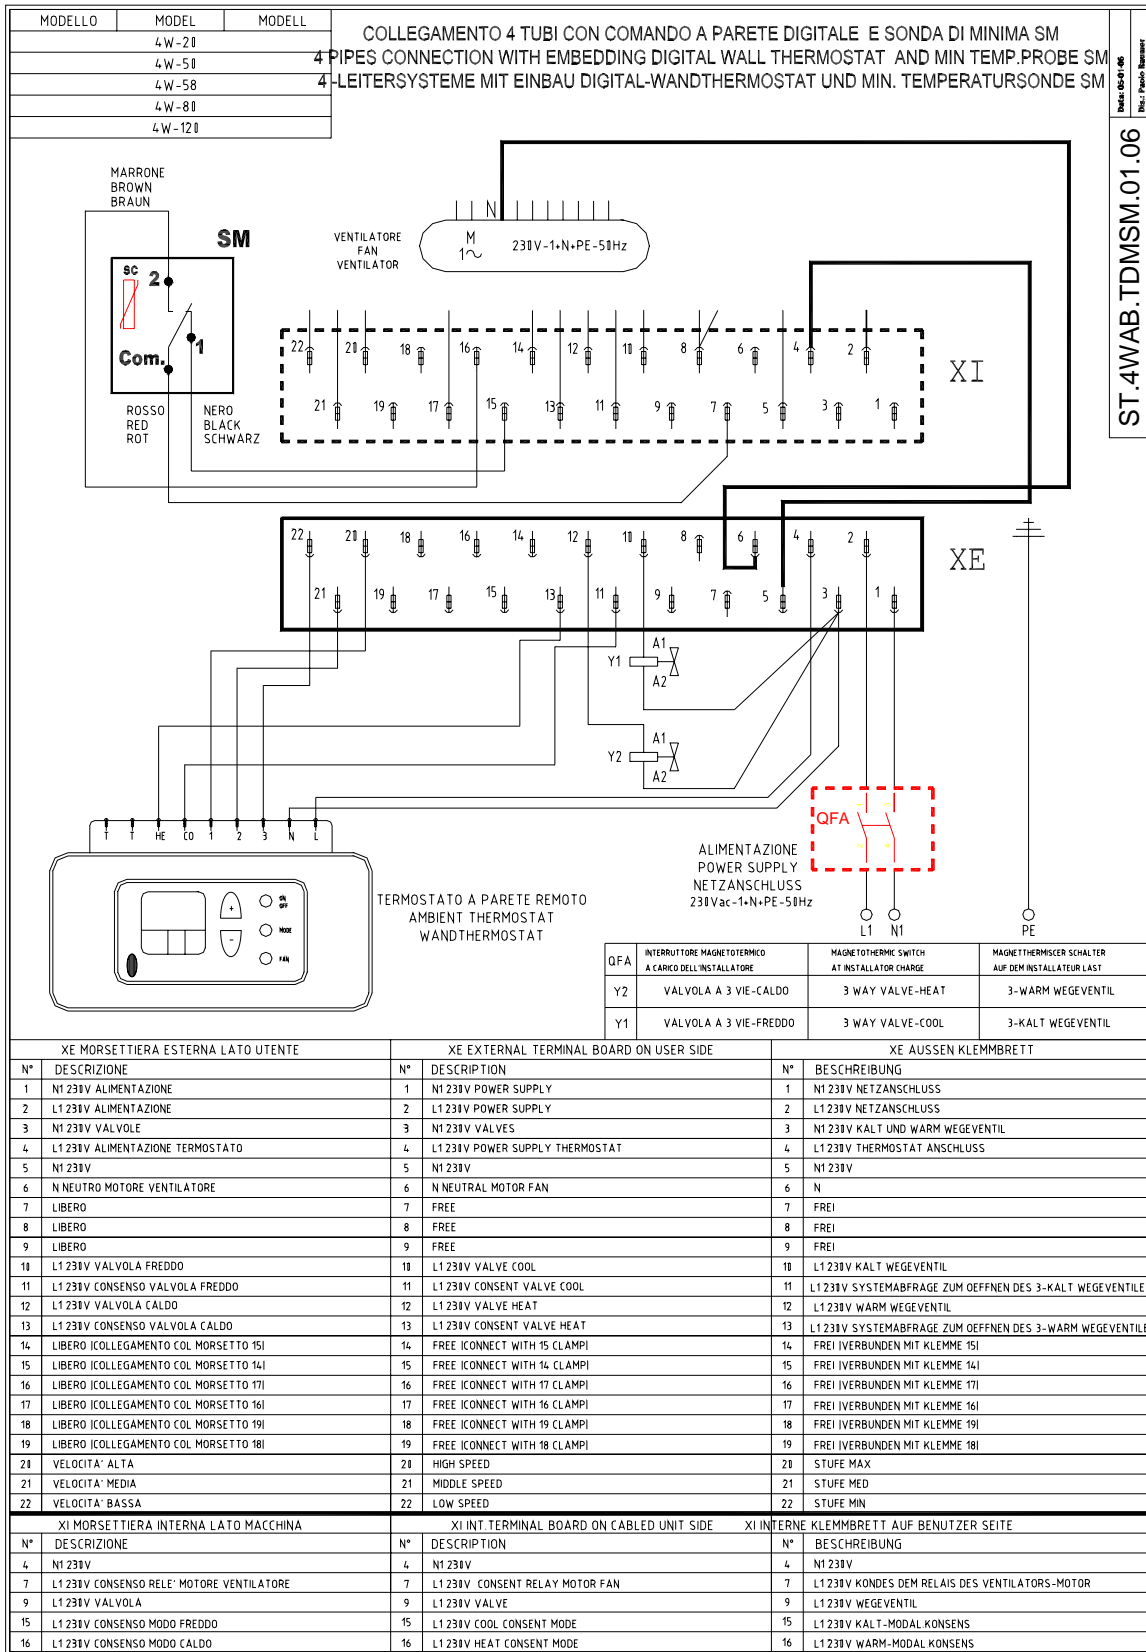 MODELLO MODEL MODELL
4W-20
4W-50
4W-58
4W-80
4W-120
COLLEGAMENTO 4 TUBI CON COMANDO A PARETE DIGITALE E SONDA DI MINIMA SM
4 PIPES CONNECTION WITH EMBEDDING DIGITAL WALL THERMOSTAT AND MIN TEMP.PROBE SM
4 -LEITERSYSTEME MIT EINBAU DIGITAL-WANDTHERMOSTAT UND MIN. TEMPERATURSONDE SM
Data: 05-01-06
ST.4WAB.TDMSM.01.06
MARRONE
BROWN
BRAUN
SM
SC
2
1
Com.
ROSSO
RED
ROT
NERO
BLACK
SCHWARZ
VENTILATORE
FAN
VENTILATOR
N
M
1~
230V-1+N+PE-50Hz
22 20 18 16 14 12 10 8 6 4 2
XI
21 19 17 15 13 11 9 7 5 3 1
22 20 18 16 14 12 10 8 6 4 2
XE
21 19 17 15 13 11 9 7 5 3 1
A1
Y1
A2
A1
Y2
A2
QFA
1 3
2 4
ALIMENTAZIONE
POWER SUPPLY
NETZANSCHLUSS
230Vac-1+N+PE-50Hz
L1 N1 PE
T T HE CO 1 2 3 N L
+
-
ON
OFF
MODE
FAN
TERMOSTATO A PARETE REMOTO
AMBIENT THERMOSTAT
WANDTHERMOSTAT
QFA INTERRUTTORE MAGNETOTERMICO MAGNETOTHERMIC SWITCH MAGNETTHERMISCER SCHALTER
A CARICO DELL'INSTALLATORE AT INSTALLATOR CHARGE AUF DEM INSTALLATEUR LAST
Y2 VALVOLA A 3 VIE-CALDO 3 WAY VALVE-HEAT 3-WARM WEGEVENTIL
Y1 VALVOLA A 3 VIE-FREDDO 3 WAY VALVE-COOL 3-KALT WEGEVENTIL
XE MORSETTIERA ESTERNA LATO UTENTE XE EXTERNAL TERMINAL BOARD ON USER SIDE XE AUSSEN KLEMMBRETT
N° DESCRIZIONE N° DESCRIPTION N° BESCHREIBUNG
1 N1 230V ALIMENTAZIONE 1 N1 230V POWER SUPPLY 1 N1 230V NETZANSCHLUSS
2 L1 230V ALIMENTAZIONE 2 L1 230V POWER SUPPLY 2 L1 230V NETZANSCHLUSS
3 N1 230V VALVOLE 3 N1 230V VALVES 3 N1 230V KALT UND WARM WEGEVENTIL
4 L1 230V ALIMENTAZIONE TERMOSTATO 4 L1 230V POWER SUPPLY THERMOSTAT 4 L1 230V THERMOSTAT ANSCHLUSS
5 N1 230V 5 N1 230V 5 N1 230V
6 N NEUTRO MOTORE VENTILATORE 6 N NEUTRAL MOTOR FAN 6 N
7 LIBERO 7 FREE 7 FREI
8 LIBERO 8 FREE 8 FREI
9 LIBERO 9 FREE 9 FREI
10 L1 230V VALVOLA FREDDO 10 L1 230V VALVE COOL 10 L1 230V KALT WEGEVENTIL
11 L1 230V CONSENSO VALVOLA FREDDO 11 L1 230V CONSENT VALVE COOL 11 L1 230V SYSTEMABFRAGE ZUM OEFFNEN DES 3-KALT WEGEVENTILE
12 L1 230V VALVOLA CALDO 12 L1 230V VALVE HEAT 12 L1 230V WARM WEGEVENTIL
13 L1 230V CONSENSO VALVOLA CALDO 13 L1 230V CONSENT VALVE HEAT 13 L1 230V SYSTEMABFRAGE ZUM OEFFNEN DES 3-WARM WEGEVENTILE
14 LIBERO (COLLEGAMENTO COL MORSETTO 15) 14 FREE (CONNECT WITH 15 CLAMP) 14 FREI (VERBUNDEN MIT KLEMME 15)
15 LIBERO (COLLEGAMENTO COL MORSETTO 14) 15 FREE (CONNECT WITH 14 CLAMP) 15 FREI (VERBUNDEN MIT KLEMME 14)
16 LIBERO (COLLEGAMENTO COL MORSETTO 17) 16 FREE (CONNECT WITH 17 CLAMP) 16 FREI (VERBUNDEN MIT KLEMME 17)
17 LIBERO (COLLEGAMENTO COL MORSETTO 16) 17 FREE (CONNECT WITH 16 CLAMP) 17 FREI (VERBUNDEN MIT KLEMME 16)
18 LIBERO (COLLEGAMENTO COL MORSETTO 19) 18 FREE (CONNECT WITH 19 CLAMP) 18 FREI (VERBUNDEN MIT KLEMME 19)
19 LIBERO (COLLEGAMENTO COL MORSETTO 18) 19 FREE (CONNECT WITH 18 CLAMP) 19 FREI (VERBUNDEN MIT KLEMME 18)
20 VELOCITA' ALTA 20 HIGH SPEED 20 STUFE MAX
21 VELOCITA' MEDIA 21 MIDDLE SPEED 21 STUFE MED
22 VELOCITA' BASSA 22 LOW SPEED 22 STUFE MIN
XI MORSETTIERA INTERNA LATO MACCHINA XI INT.TERMINAL BOARD ON CABLED UNIT SIDE XI INTERNE KLEMMBRETT AUF BENUTZER SEITE
N° DESCRIZIONE N° DESCRIPTION N° BESCHREIBUNG
4 N1 230V 4 N1 230V 4 N1 230V
7 L1 230V CONSENSO RELE' MOTORE VENTILATORE 7 L1 230V CONSENT RELAY MOTOR FAN 7 L1 230V KONDES DEM RELAIS DES VENTILATORS-MOTOR
9 L1 230V VALVOLA 9 L1 230V VALVE 9 L1 230V WEGEVENTIL
15 L1 230V CONSENSO MODO FREDDO 15 L1 230V COOL CONSENT MODE 15 L1 230V KALT-MODAL.KONSENS
16 L1 230V CONSENSO MODO CALDO 16 L1 230V HEAT CONSENT MODE 16 L1 230V WARM-MODAL.KONSENS